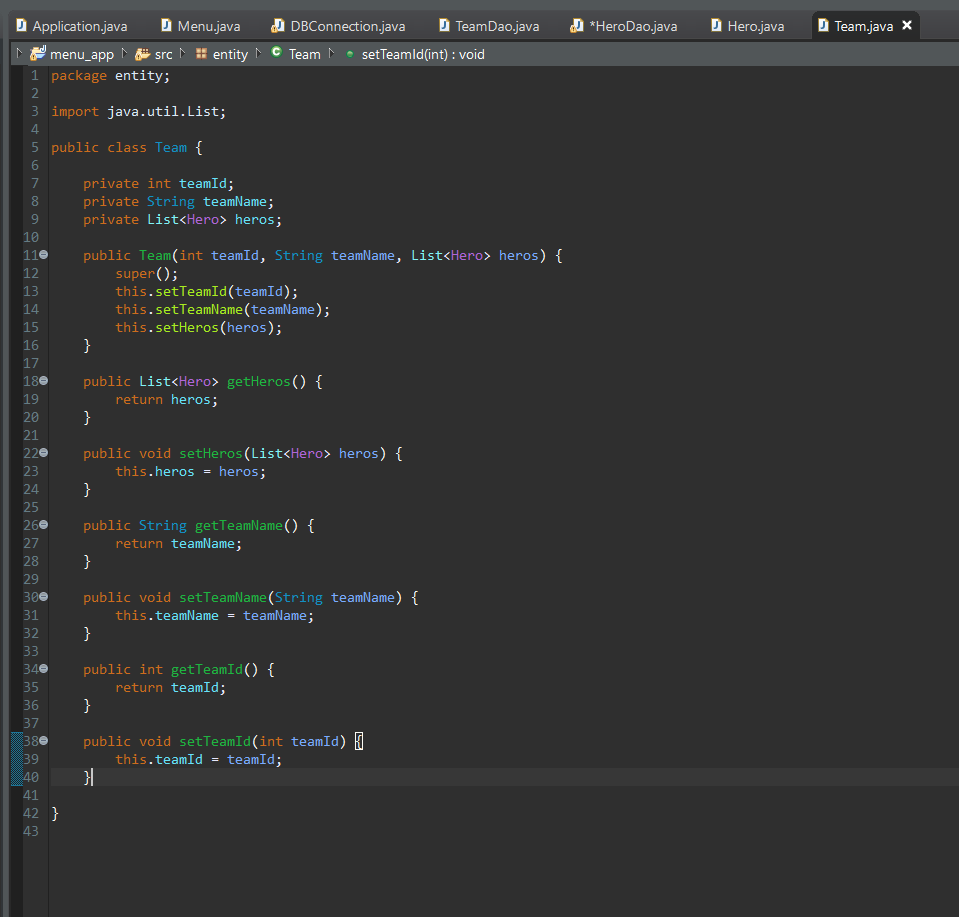 Application.java Menu.java DBConnection.java TeamDao.java *HeroDao.java Hero.java Team.java
menu_app src entity Team setTeamId(int) : void
1 package entity;
2
3 import java.util.List;
4
5 public class Team {
6
7     private int teamId;
8     private String teamName;
9     private List<Hero> heros;
10
11     public Team(int teamId, String teamName, List<Hero> heros) {
12         super();
13         this.setTeamId(teamId);
14         this.setTeamName(teamName);
15         this.setHeros(heros);
16     }
17
18     public List<Hero> getHeros() {
19         return heros;
20     }
21
22     public void setHeros(List<Hero> heros) {
23         this.heros = heros;
24     }
25
26     public String getTeamName() {
27         return teamName;
28     }
29
30     public void setTeamName(String teamName) {
31         this.teamName = teamName;
32     }
33
34     public int getTeamId() {
35         return teamId;
36     }
37
38     public void setTeamId(int teamId) {
39         this.teamId = teamId;
40     }
41
42 }
43